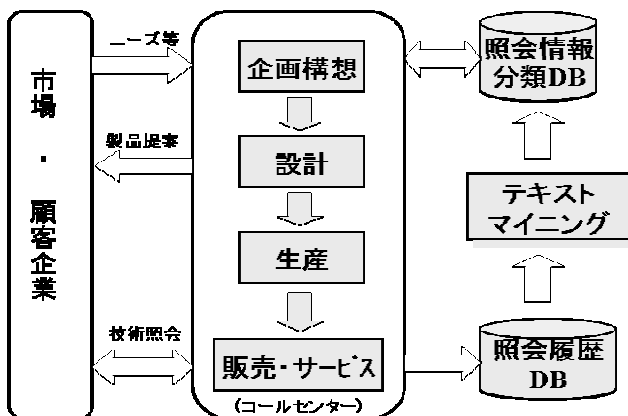 市場・顧客企業
ニーズ等
製品提案
技術照会
企画構想
設計
生産
販売・サービス
(コールセンター)
照会情報
分類DB
テキスト
マイニング
照会履歴
DB